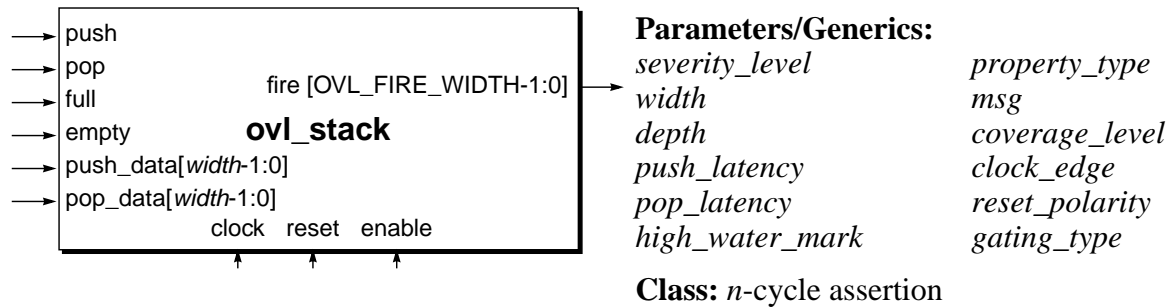 push
pop
full
empty
push_data[width-1:0]
pop_data[width-1:0]
fire [OVL_FIRE_WIDTH-1:0]
ovl_stack
clock reset enable
Parameters/Generics:
severity_level property_type
width msg
depth coverage_level
push_latency clock_edge
pop_latency reset_polarity
high_water_mark gating_type
Class: n-cycle assertion